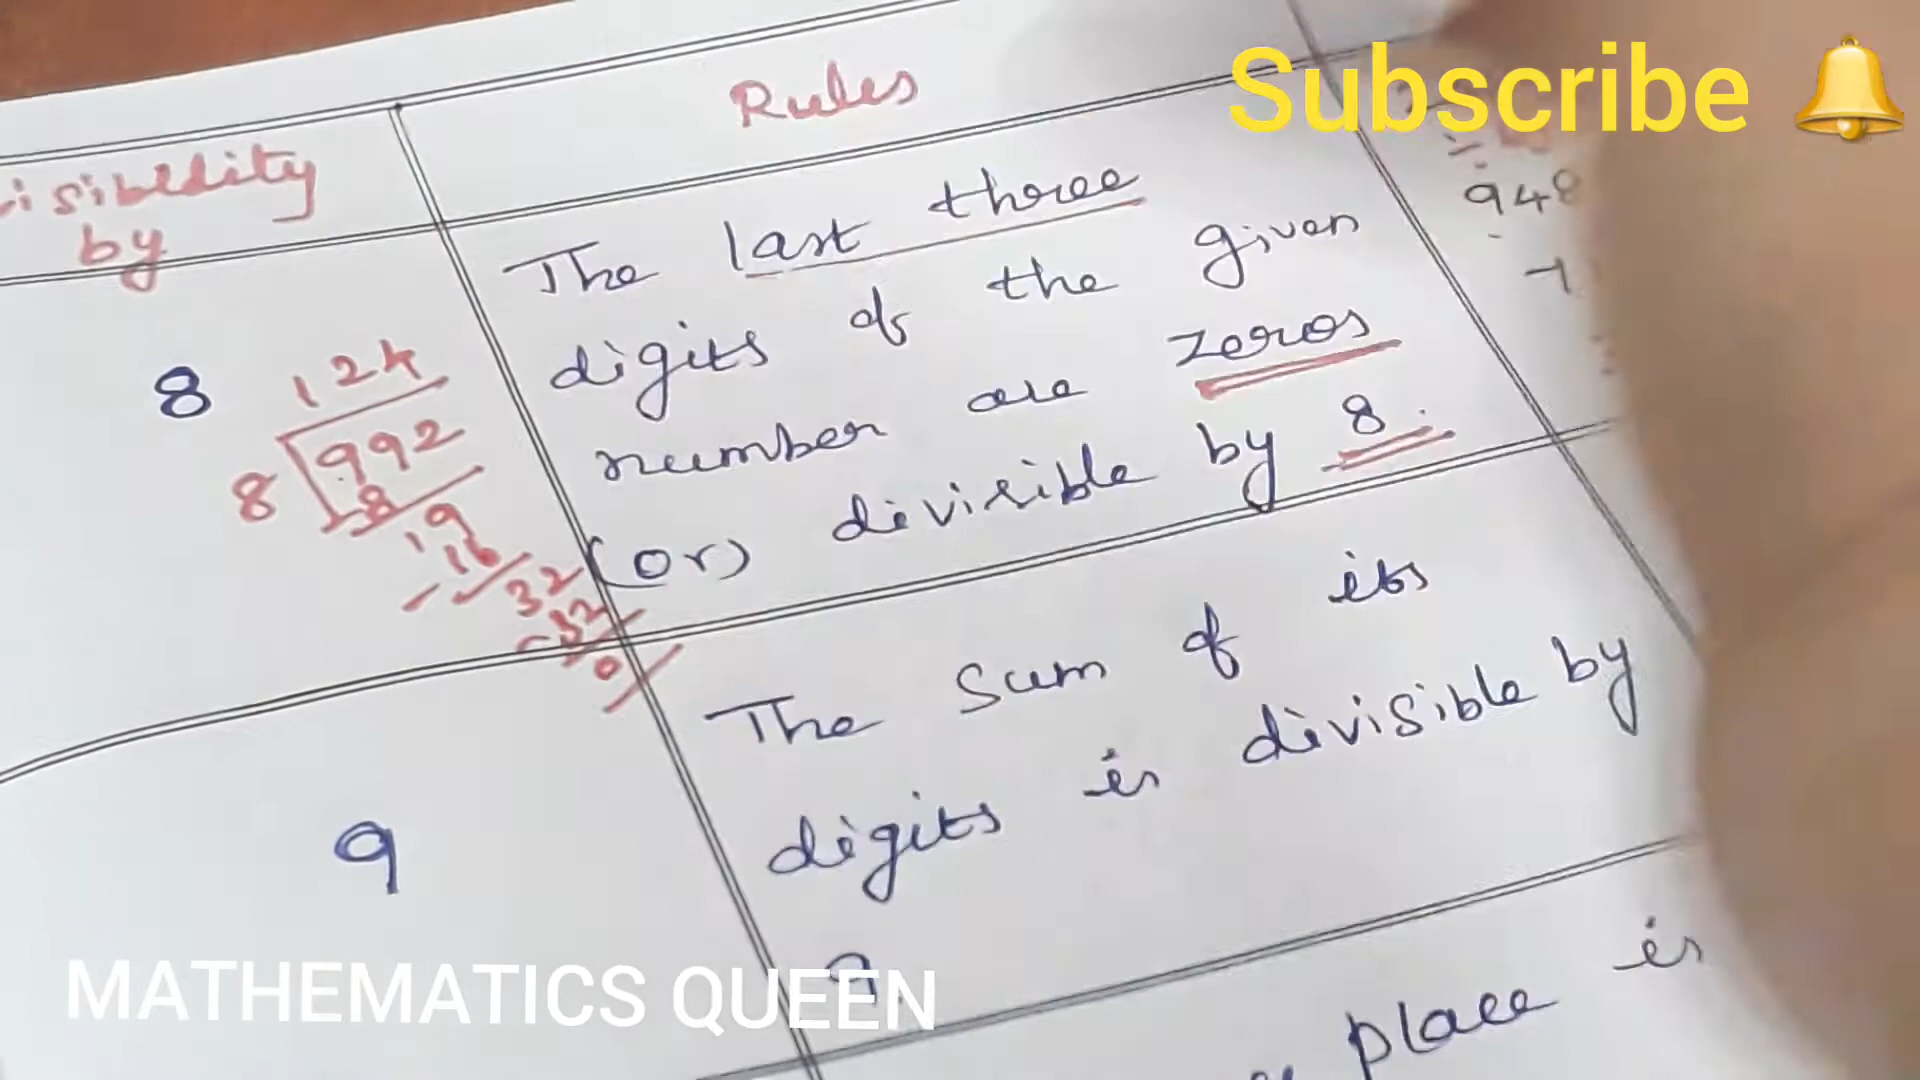 Subscribe 🔔
Rules
isibility
by
The last three
digits of the given
number are zeros
(or) divisible by 8
8
124
8 992
8
19
- 16
32
- 32
0
948
The Sum of its
digits is divisible by
9
9
place is
MATHEMATICS QUEEN